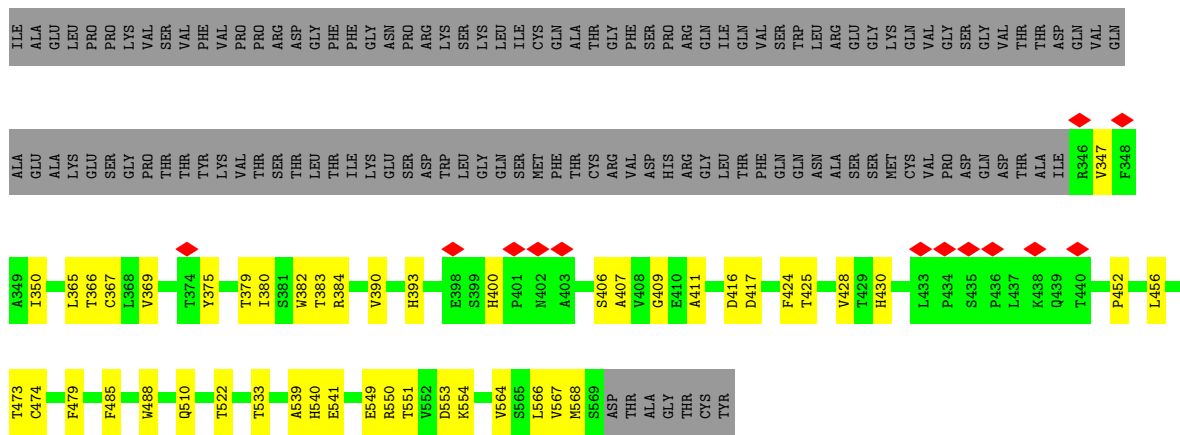 ILE ALA GLU LEU PRO PRO LYS VAL SER VAL PHE VAL PRO PRO ARG ASP GLY PHE PHE GLY ASN PRO ARG LYS SER LYS LEU ILE CYS GLN ALA THR GLY PHE SER PRO ARG GLN ILE GLN VAL SER TRP LEU ARG GLU GLY LYS GLN VAL GLY SER GLY VAL THR THR ASP GLN VAL GLN
ALA GLU ALA LYS GLU SER GLY PRO THR THR TYR LYS VAL THR SER THR LEU THR ILE LYS GLU SER ASP TRP LEU GLY GLN SER MET PHE THR CYS ARG VAL ASP HIS ARG GLY LEU THR PHE GLN GLN ASN ALA SER SER MET CYS VAL PRO ASP GLN ASP THR ALA ILE R346 V347 F348
A349 I350 L365 T366 C367 L368 V369 T374 Y375 T379 I380 S381 W382 T383 R384 V390 H393 E398 S399 H400 P401 N402 A403 S406 A407 V408 G409 E410 A411 D416 D417 F424 T425 V428 T429 H430 L433 P434 S435 P436 L437 K438 Q439 T440 P452 L456
T473 C474 F479 F485 W488 Q510 T522 T533 A539 H540 E541 E549 R550 T551 V552 D553 K554 V564 S565 L566 V567 M568 S569 ASP THR ALA GLY THR CYS TYR